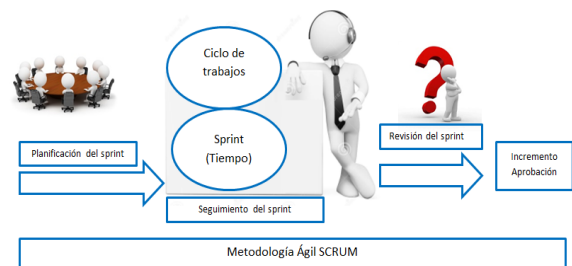 Ciclo de
trabajos
Sprint
(Tiempo)
Planificación del sprint
Seguimiento del sprint
Revisión del sprint
Incremento
Aprobación
Metodología Ágil SCRUM